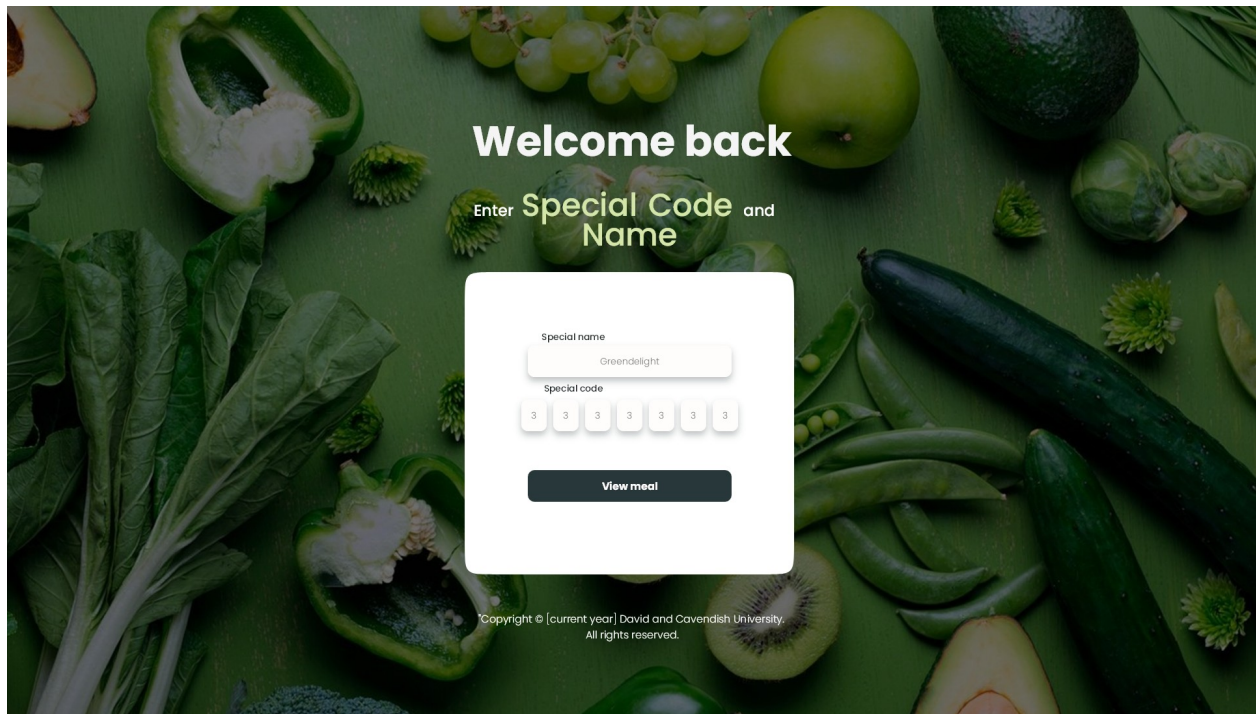 Welcome back
Enter Special Code and
Name
Special name
Greendelight
Special code
3 3 3 3 3 3 3
View meal
"Copyright © [current year] David and Cavendish University.
All rights reserved.